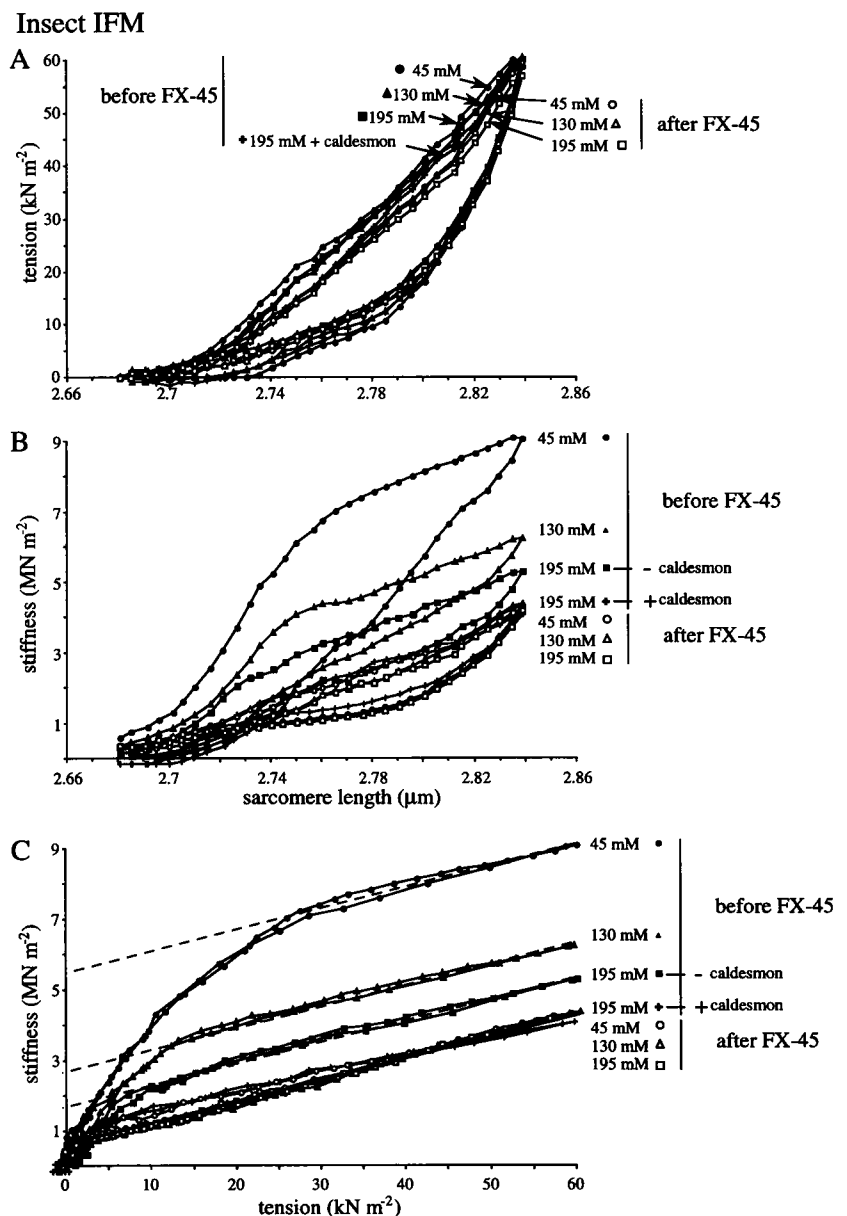 Insect IFM
A
before FX-45
● 45 mM
▲ 130 mM
■ 195 mM
+ 195 mM + caldesmon
45 mM ○
130 mM △
195 mM □
after FX-45
tension (kN m⁻²)
60
50
40
30
20
10
0
2.66
2.7
2.74
2.78
2.82
2.86
B
stiffness (MN m⁻²)
9
7
5
3
1
45 mM ●
130 mM ▲
195 mM ■ — - caldesmon
195 mM + — + caldesmon
45 mM ○
130 mM △
195 mM □
before FX-45
after FX-45
2.66
2.7
2.74
2.78
2.82
2.86
sarcomere length (μm)
C
stiffness (MN m⁻²)
9
7
5
3
1
45 mM ●
130 mM ▲
195 mM ■ — - caldesmon
195 mM + — + caldesmon
45 mM ○
130 mM △
195 mM □
before FX-45
after FX-45
0
10
20
30
40
50
60
tension (kN m⁻²)